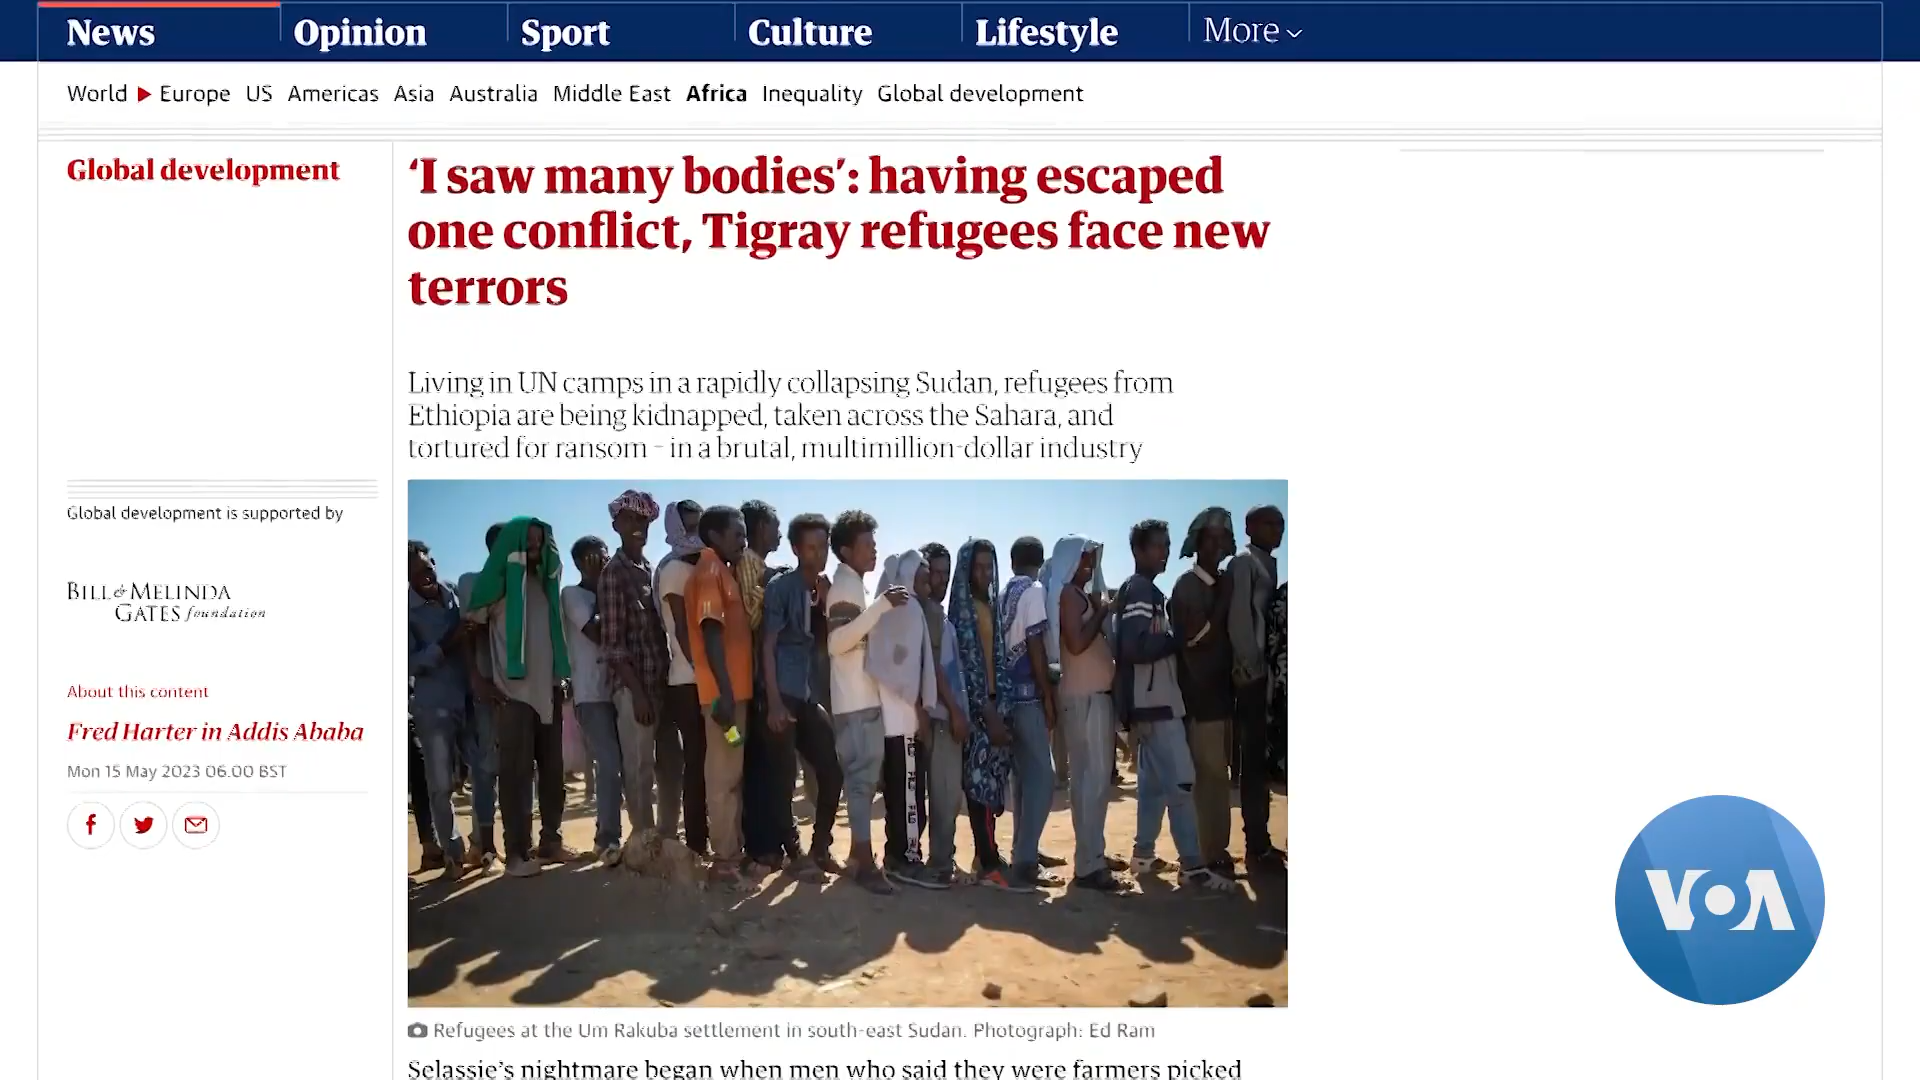 News Opinion Sport Culture Lifestyle More
World Europe US Americas Asia Australia Middle East Africa Inequality Global development
Global development
‘I saw many bodies’: having escaped
one conflict, Tigray refugees face new
terrors
Living in UN camps in a rapidly collapsing Sudan, refugees from
Ethiopia are being kidnapped, taken across the Sahara, and
tortured for ransom – in a brutal, multimillion-dollar industry
Global development is supported by
BILL & MELINDA
GATES foundation
About this content
Fred Harter in Addis Ababa
Mon 15 May 2023 06.00 BST
VOA
Refugees at the Um Rakuba settlement in south-east Sudan. Photograph: Ed Ram
Selassie’s nightmare began when men who said they were farmers picked